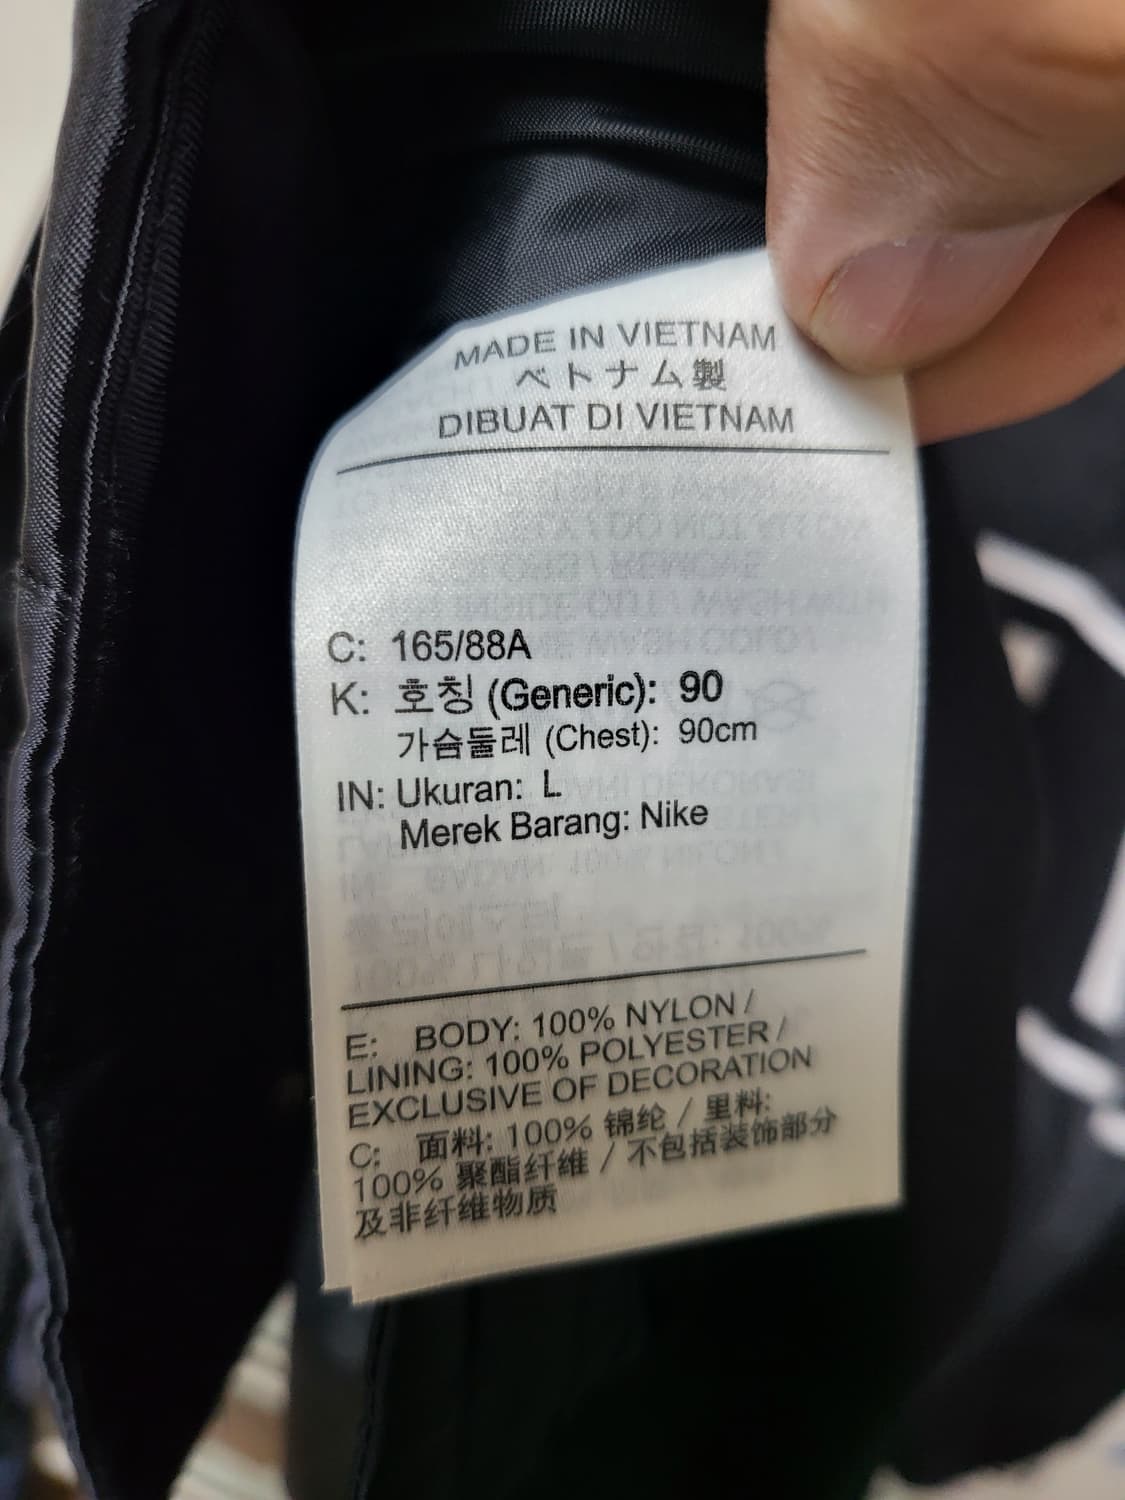 MADE IN VIETNAM
ベトナム製
DIBUAT DI VIETNAM
C: 165/88A
K: 호칭 (Generic): 90
가슴둘레 (Chest): 90cm
IN: Ukuran: L
Merek Barang: Nike
E: BODY: 100% NYLON /
LINING: 100% POLYESTER /
EXCLUSIVE OF DECORATION
C: 面料: 100% 锦纶 / 里料:
100% 聚酯纤维 / 不包括装饰部分
及非纤维物质